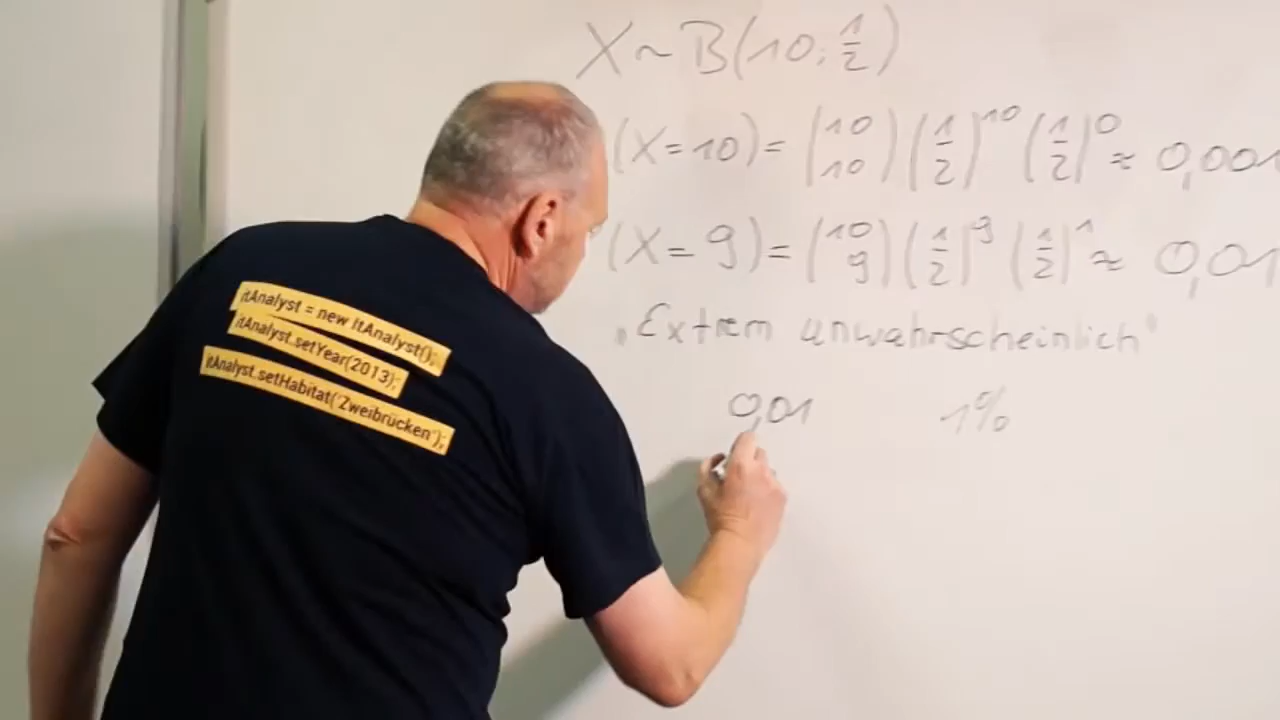 X ~ B(10; 1/2)
(X = 10) = (10 10) (1/2)^10 (1/2)^0 ≈ 0,001
(X = 9) = (10 9) (1/2)^9 (1/2)^1 ≈ 0,01
„Extrem unwahrscheinlich"
0,01 1%
itAnalyst = new ItAnalyst();
itAnalyst.setYear(2013);
itAnalyst.setHabitat("Zweibrücken");